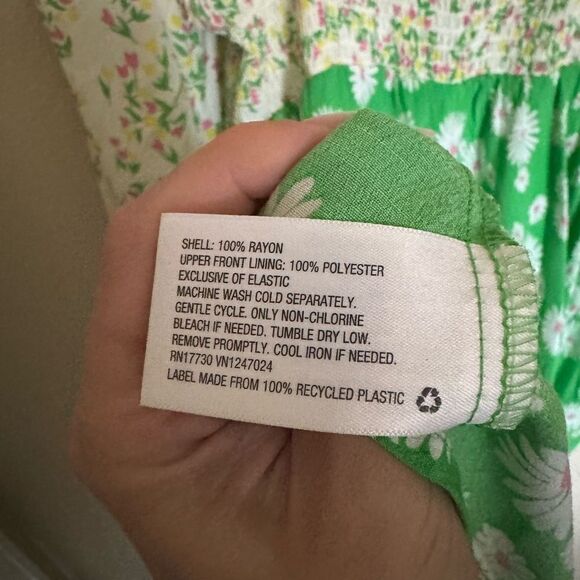 SHELL: 100% RAYON
UPPER FRONT LINING: 100% POLYESTER
EXCLUSIVE OF ELASTIC
MACHINE WASH COLD SEPARATELY.
GENTLE CYCLE. ONLY NON-CHLORINE
BLEACH IF NEEDED. TUMBLE DRY LOW.
REMOVE PROMPTLY. COOL IRON IF NEEDED.
RN17730 VN1247024
LABEL MADE FROM 100% RECYCLED PLASTIC